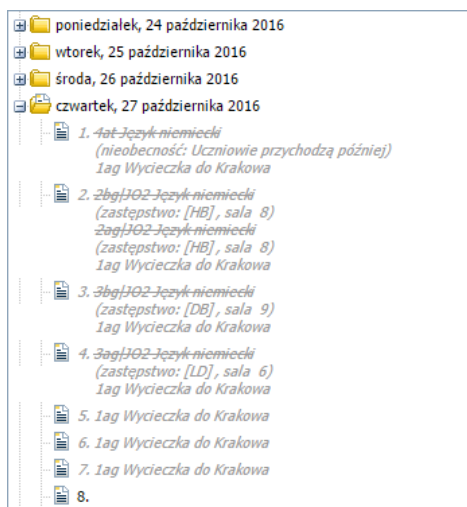 poniedziałek, 24 października 2016
wtorek, 25 października 2016
środa, 26 października 2016
czwartek, 27 października 2016
1. 4at Język niemiecki
(nieobecność: Uczniowie przychodzą później)
1ag Wycieczka do Krakowa
2. 2bg|JO2 Język niemiecki
(zastępstwo: [HB] , sala 8)
2ag|JO2 Język niemiecki
(zastępstwo: [HB] , sala 8)
1ag Wycieczka do Krakowa
3. 3bg|JO2 Język niemiecki
(zastępstwo: [DB] , sala 9)
1ag Wycieczka do Krakowa
4. 3ag|JO2 Język niemiecki
(zastępstwo: [LD] , sala 6)
1ag Wycieczka do Krakowa
5. 1ag Wycieczka do Krakowa
6. 1ag Wycieczka do Krakowa
7. 1ag Wycieczka do Krakowa
8.